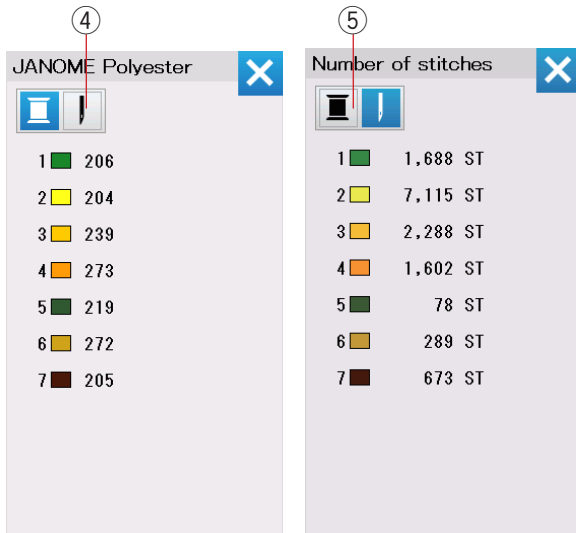 ④
JANOME Polyester
1 206
2 204
3 239
4 273
5 219
6 272
7 205
⑤
Number of stitches
1 1,688 ST
2 7,115 ST
3 2,288 ST
4 1,602 ST
5 78 ST
6 289 ST
7 673 ST